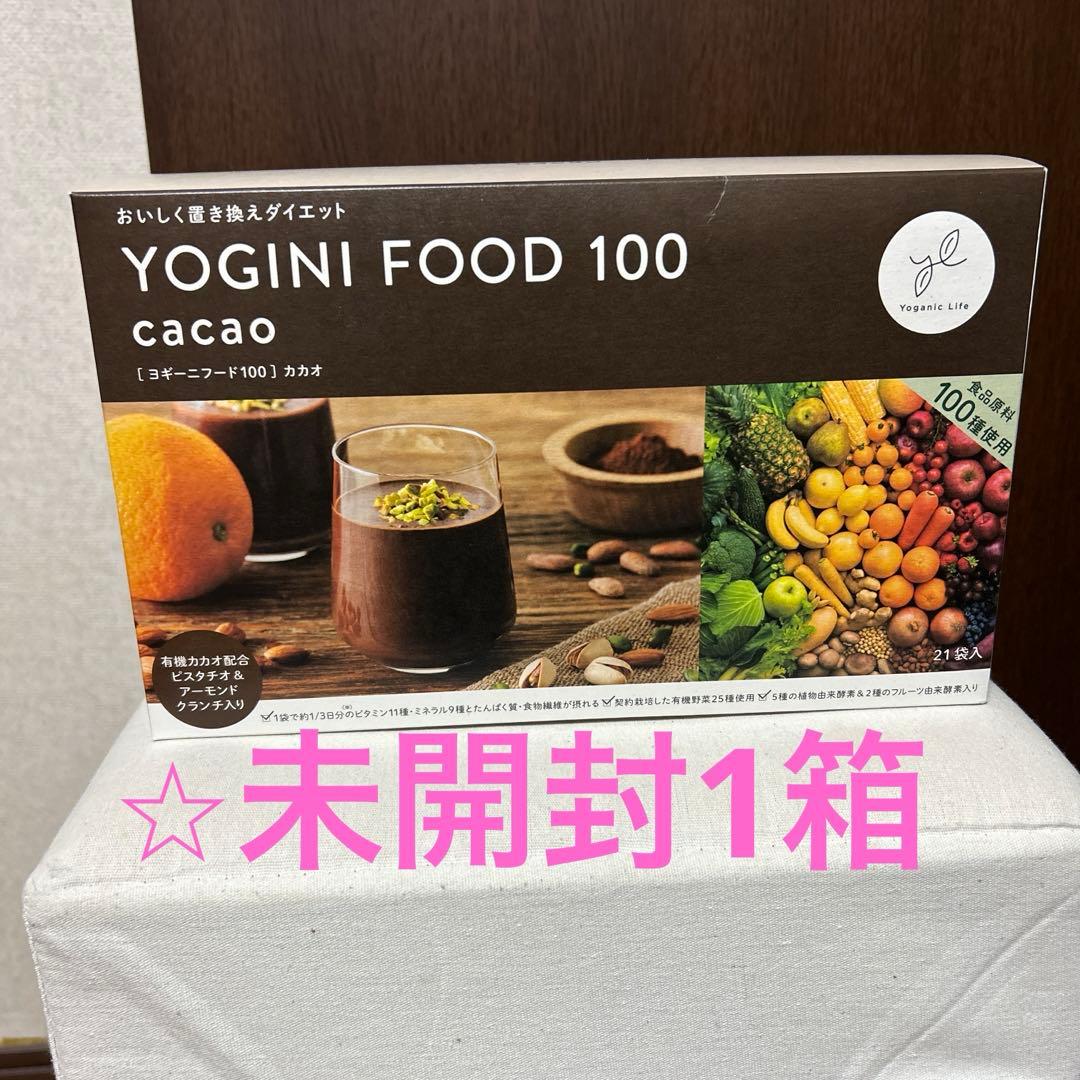 おいしく置き換えダイエット
YOGINI FOOD 100
cacao
[ ヨギーニフード100 ] カカオ
yl
Yoganic Life
食品原料
100種使用
有機カカオ配合
ピスタチオ &
アーモンド
クランチ入り
21袋入
☑1袋で約1/3日分(※)のビタミン11種・ミネラル9種とたんぱく質・食物繊維が摂れる ☑契約栽培した有機野菜25種使用 ☑5種の植物由来酵素&2種のフルーツ由来酵素入り
☆未開封1箱